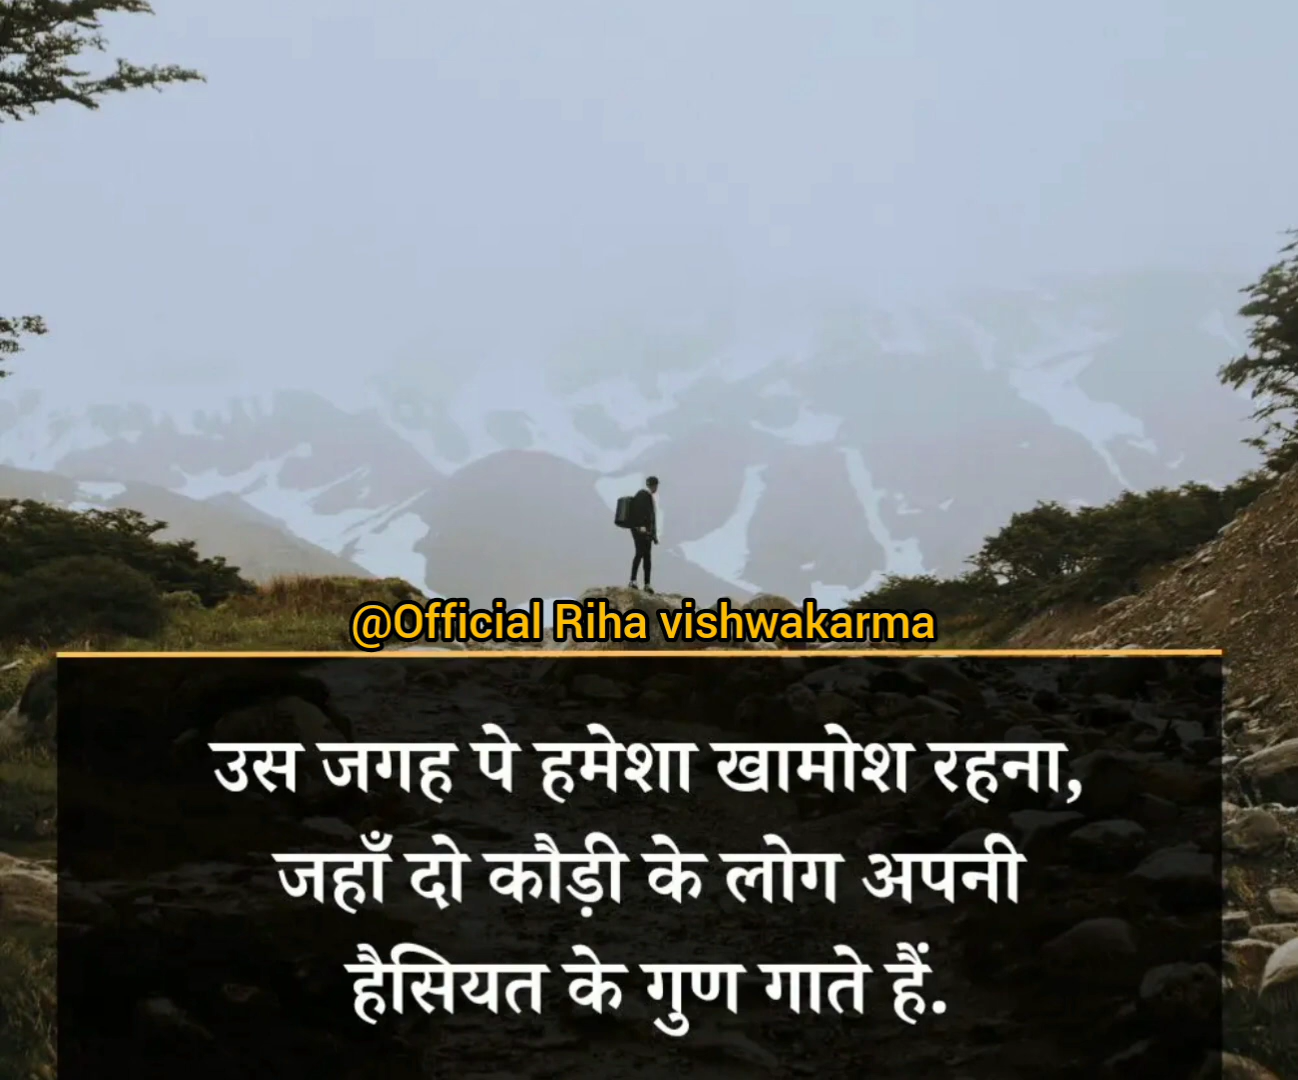 @Official Riha vishwakarma
उस जगह पे हमेशा खामोश रहना,
जहाँ दो कौड़ी के लोग अपनी
हैसियत के गुण गाते हैं.